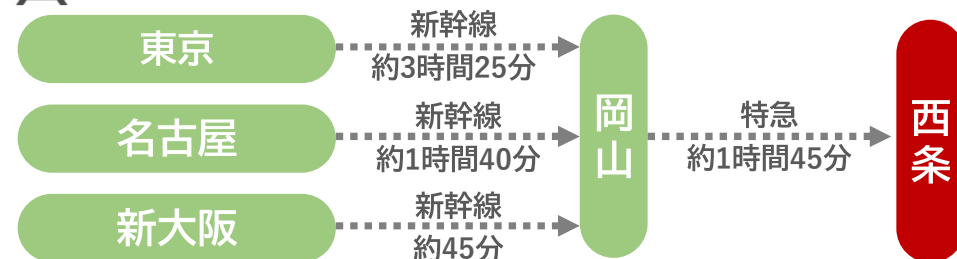 東京
新幹線
約3時間25分
名古屋
新幹線
約1時間40分
新大阪
新幹線
約45分
岡山
特急
約1時間45分
西条